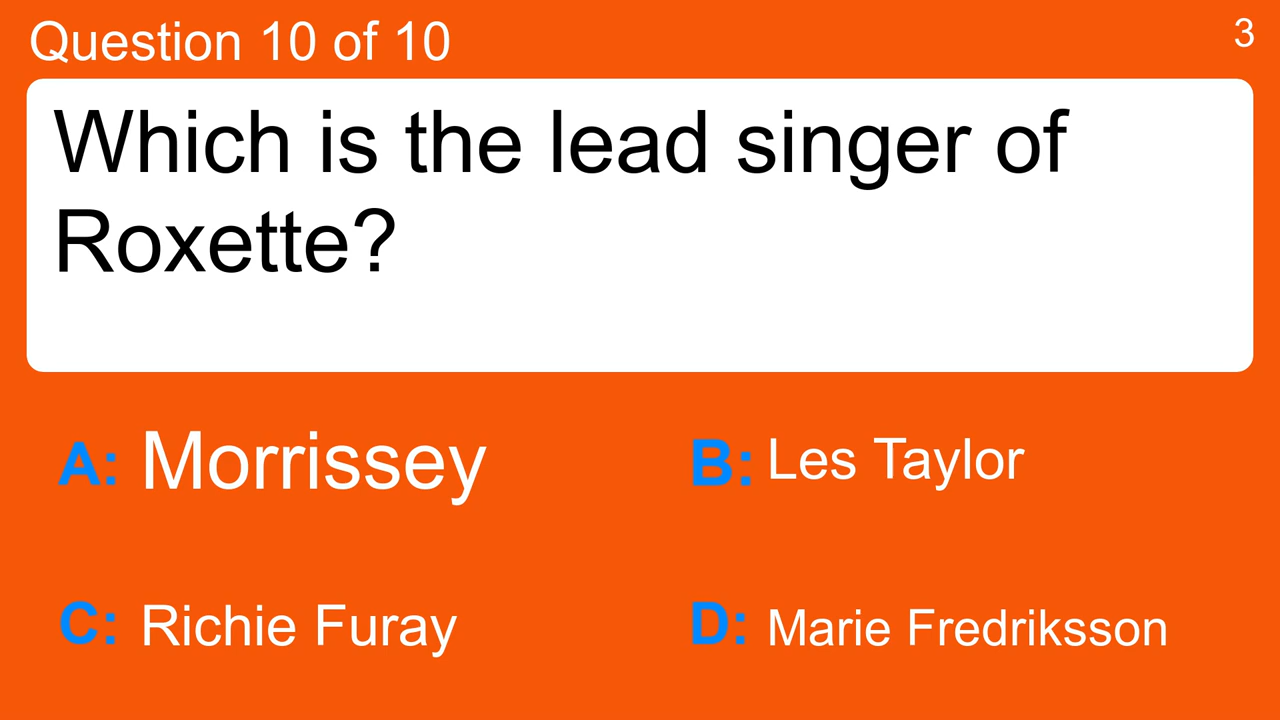 Question 10 of 10
3
Which is the lead singer of
Roxette?
A: Morrissey
B: Les Taylor
C: Richie Furay
D: Marie Fredriksson